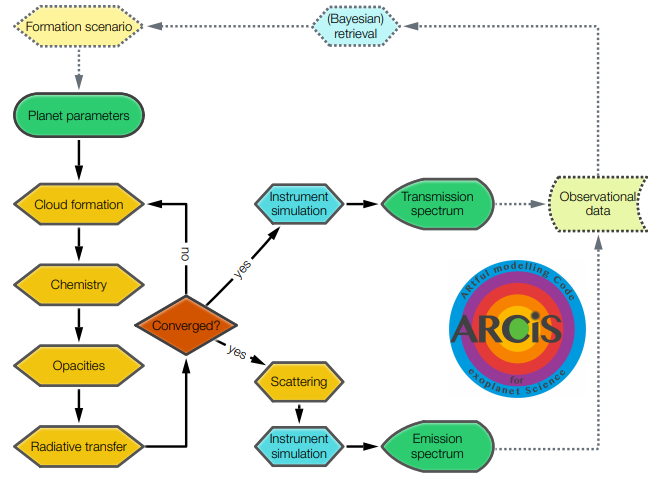 Formation scenario
(Bayesian)
retrieval
Planet parameters
Cloud formation
Instrument
simulation
Transmission
spectrum
Observational
data
no
yes
Chemistry
Converged?
yes
ARtful modelling Code
ARCiS
for
exoplanet Science
Opacities
Scattering
Radiative transfer
Instrument
simulation
Emission
spectrum